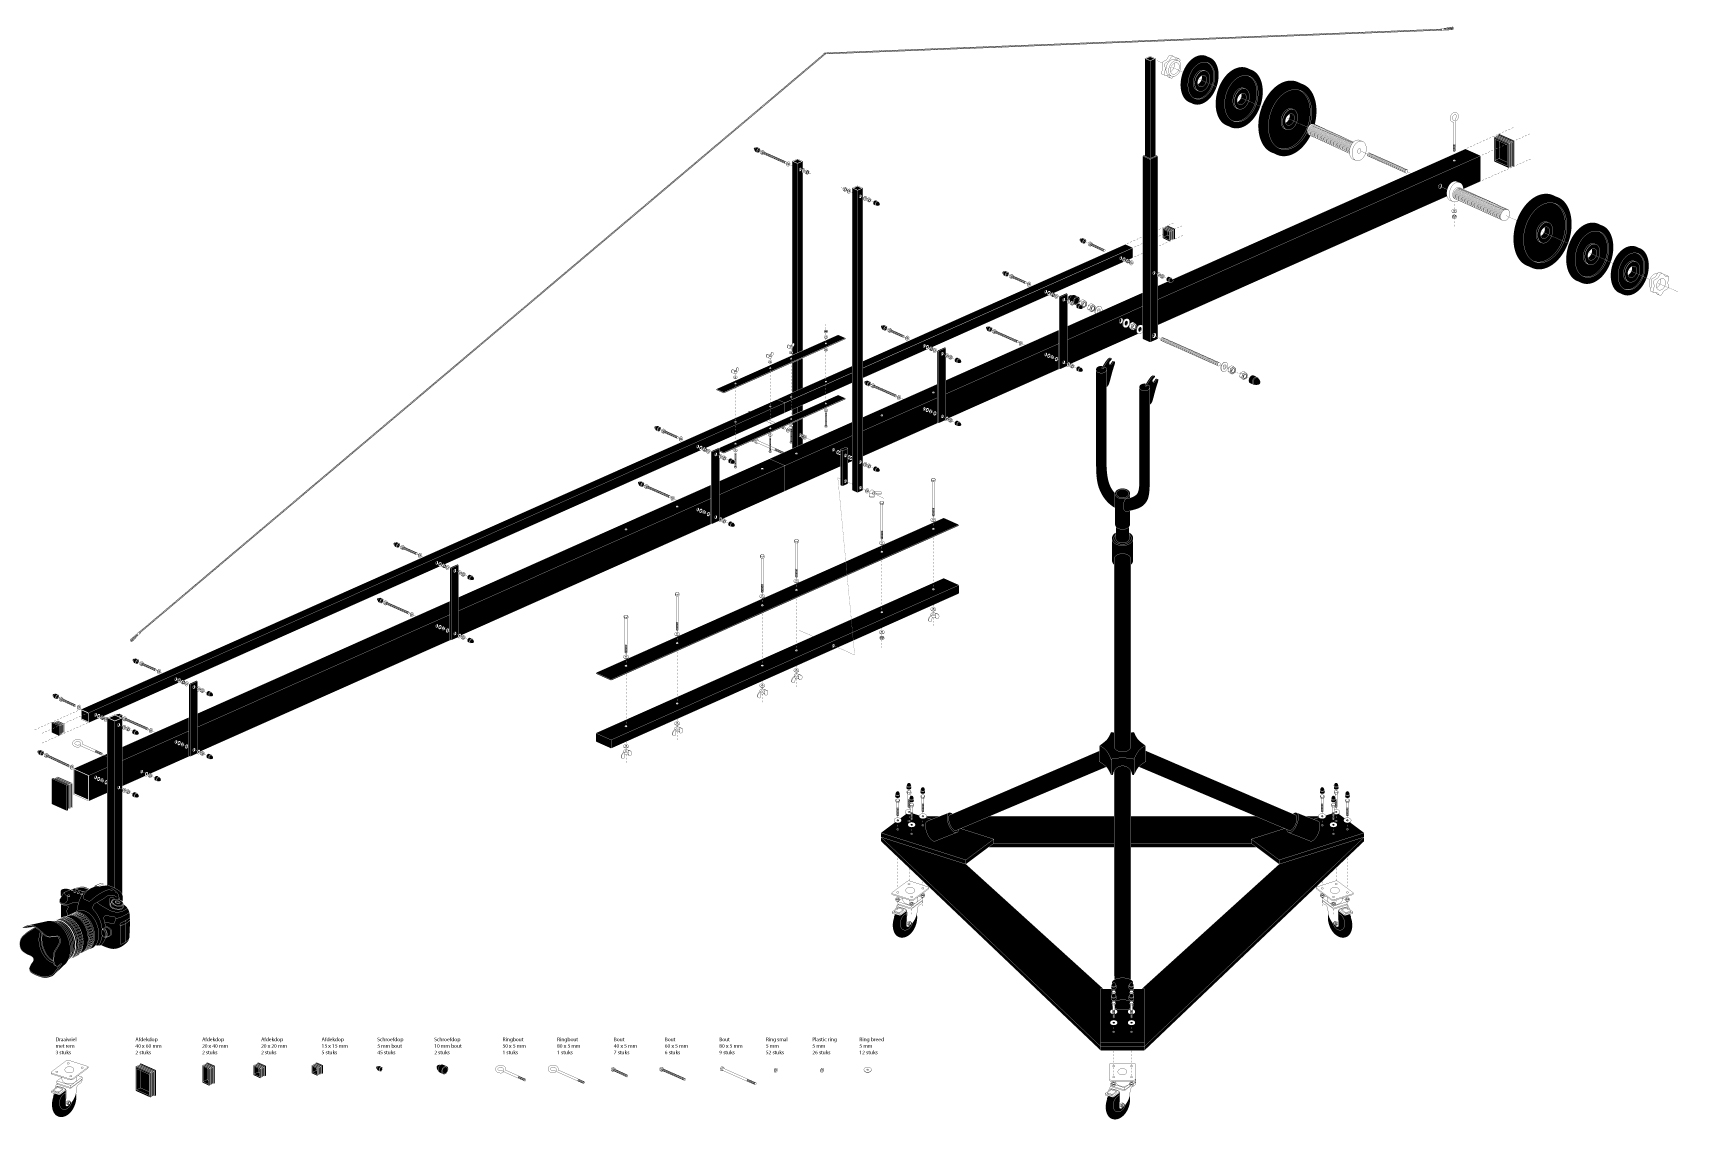 Draaiwiel
met rem
3 stuks
Afdekdop
40 x 60 mm
2 stuks
Afdekdop
20 x 40 mm
2 stuks
Afdekdop
20 x 20 mm
2 stuks
Afdekdop
15 x 15 mm
5 stuks
Schroefdop
5 mm bout
45 stuks
Schroefdop
10 mm bout
2 stuks
Ringbout
50 x 5 mm
1 stuks
Ringbout
80 x 5 mm
1 stuks
Bout
40 x 5 mm
7 stuks
Bout
60 x 5 mm
6 stuks
Bout
80 x 5 mm
9 stuks
Ring smal
5 mm
52 stuks
Plastic ring
5 mm
26 stuks
Ring breed
5 mm
12 stuks